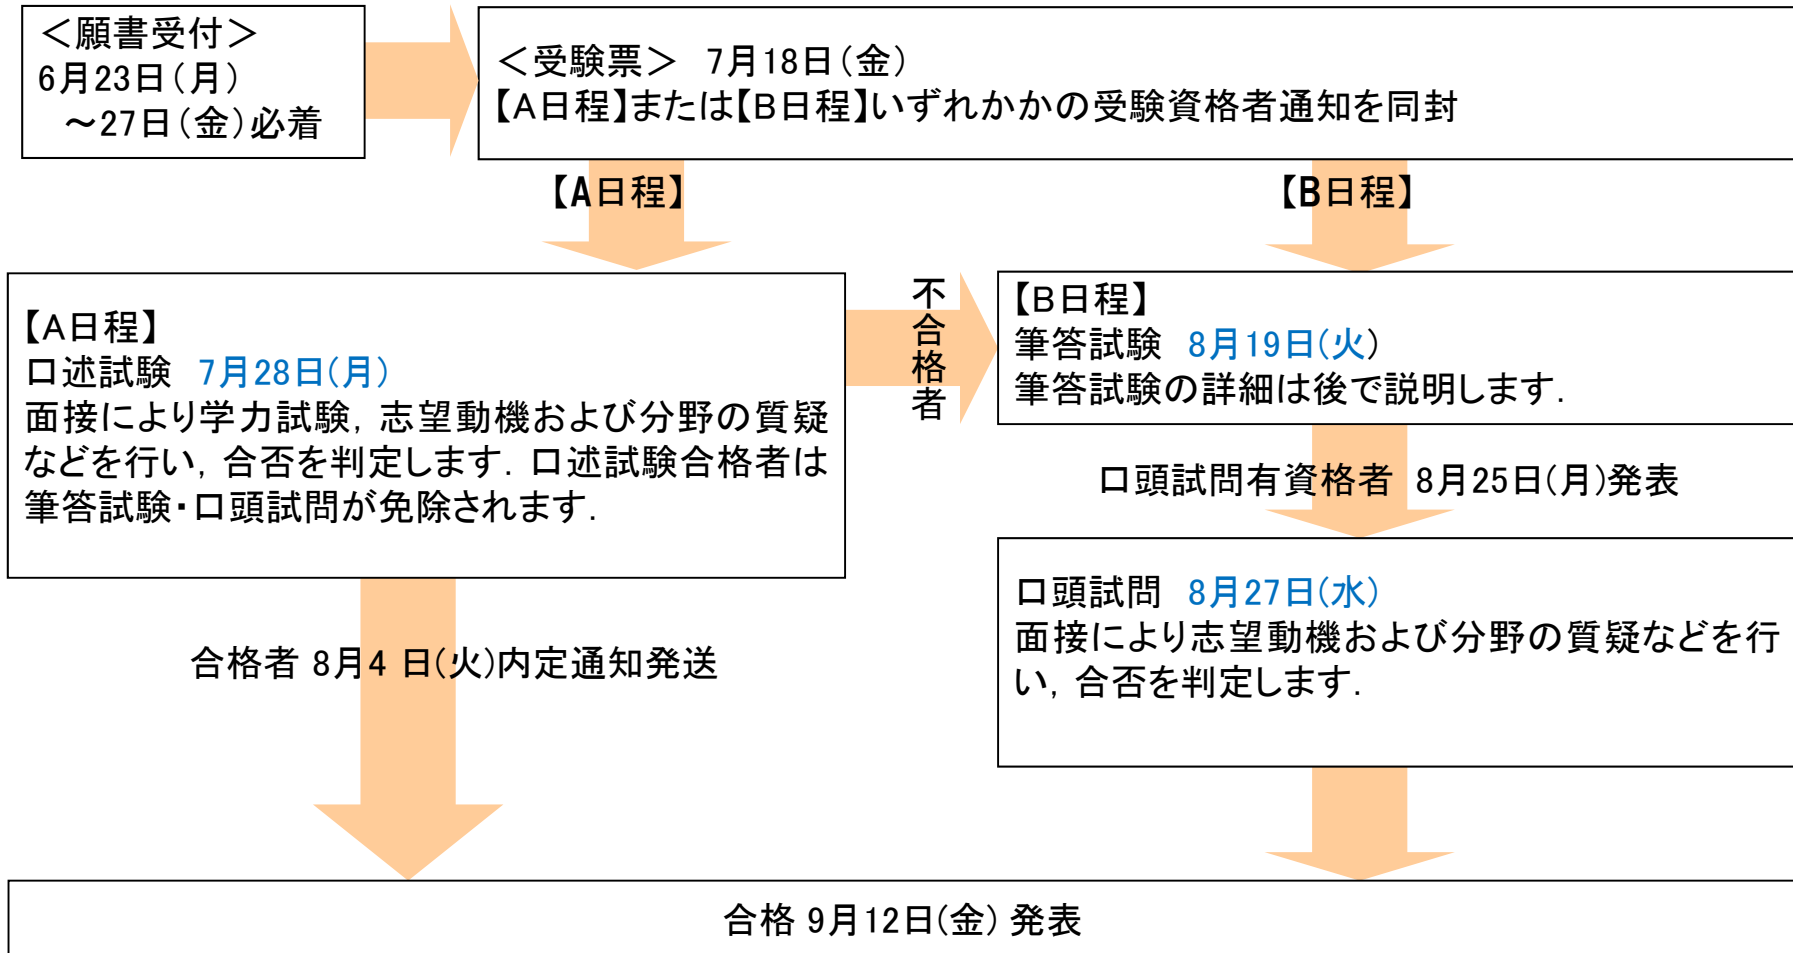 ＜願書受付＞
6月23日（月）
～27日（金）必着
＜受験票＞　7月18日（金）
【A日程】または【B日程】いずれかかの受験資格者通知を同封
【A日程】
【B日程】
【A日程】
口述試験　7月28日(月)
面接により学力試験，志望動機および分野の質疑
などを行い，合否を判定します．口述試験合格者は
筆答試験・口頭試問が免除されます．
不合格者
【B日程】
筆答試験　8月19日(火)
筆答試験の詳細は後で説明します．
口頭試問有資格者 8月25日(月)発表
口頭試問　8月27日(水)
面接により志望動機および分野の質疑などを行
い，合否を判定します．
合格者 8月4 日(火)内定通知発送
合格 9月12日(金) 発表